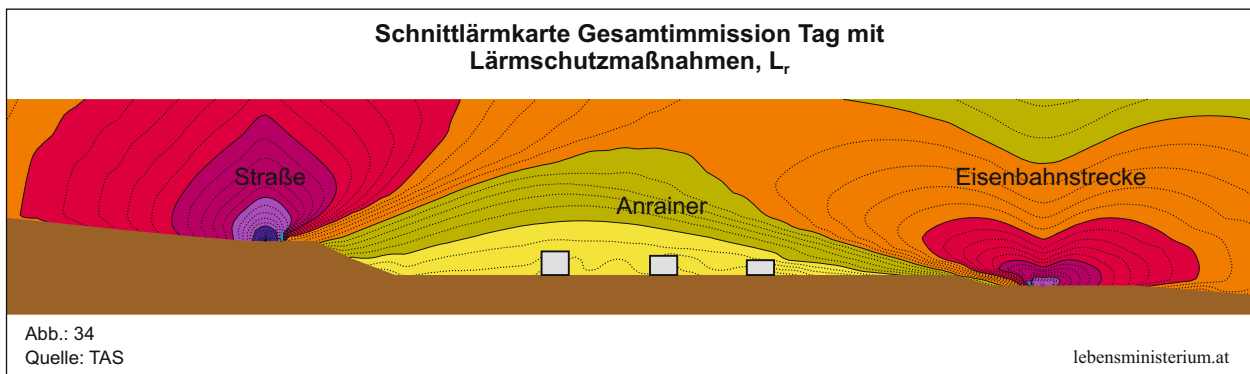 Schnittlärmkarte Gesamtimmission Tag mit
Lärmschutzmaßnahmen, Lr
Straße
Eisenbahnstrecke
Anrainer
Abb.: 34
Quelle: TAS
lebensministerium.at